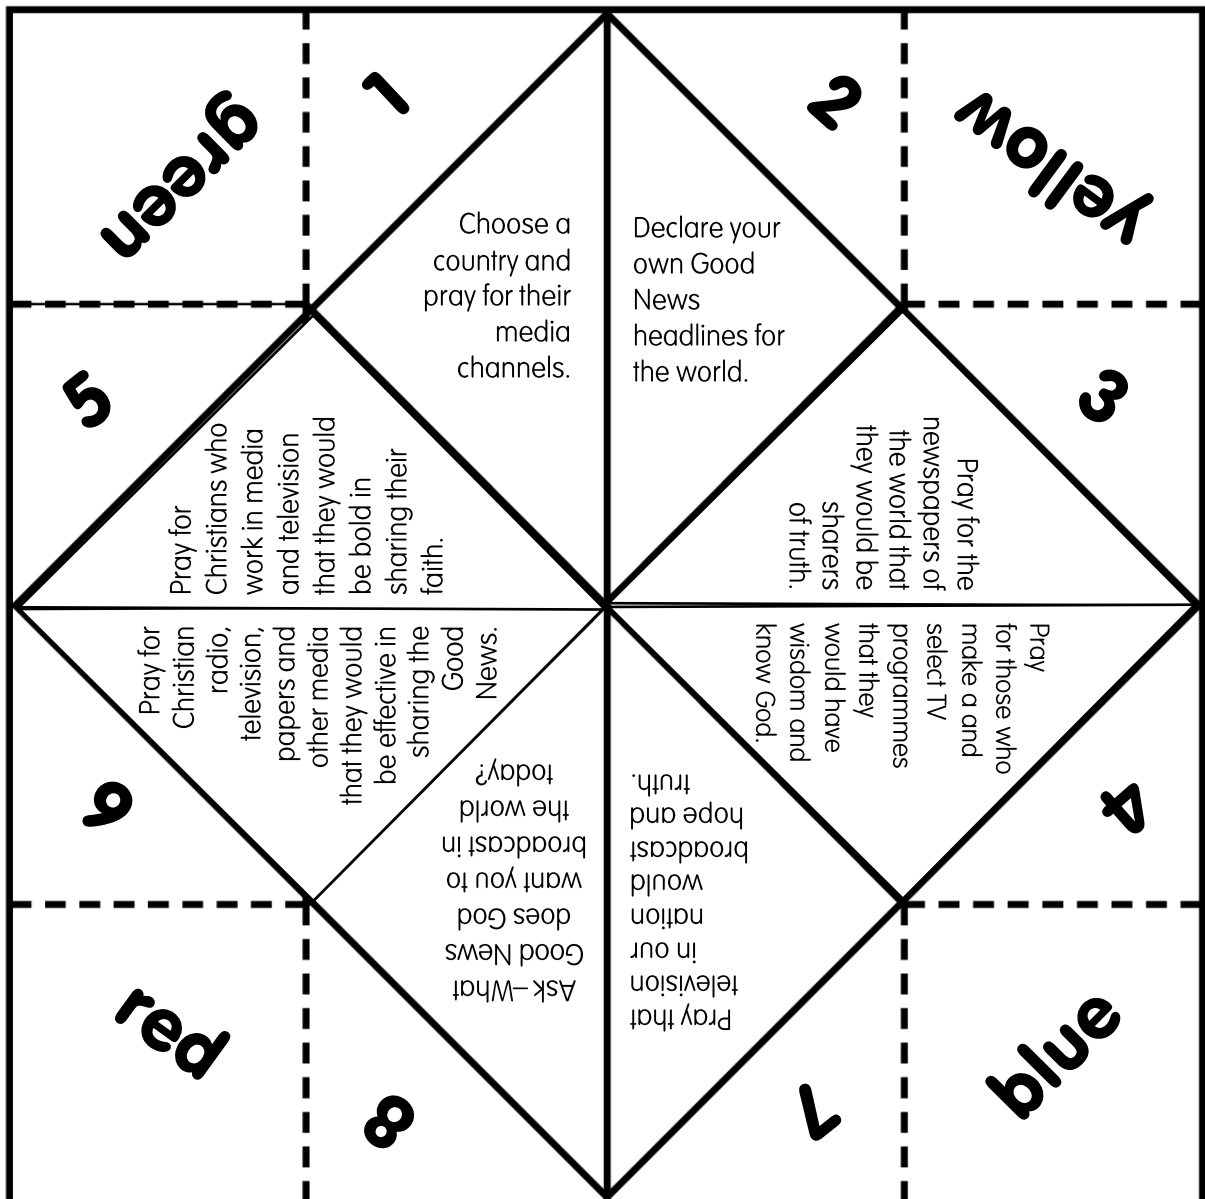 green
1
2
yellow
Choose a
country and
pray for their
media
channels.
Declare your
own Good
News
headlines for
the world.
5
3
Pray for
Christians who
work in media
and television
that they would
be bold in
sharing their
faith.
Pray for the
newspapers of
the world that
they would be
sharers
of truth.
Pray for
Christian
radio,
television,
papers and
other media
that they would
be effective in
sharing the
Good
News.
Pray
for those who
make a and
select TV
programmes
that they
would have
wisdom and
know God.
6
4
Ask –What
Good News
does God
want you to
broadcast in
the world
today?
Pray that
television
in our
nation
would
broadcast
hope and
truth.
red
8
7
blue